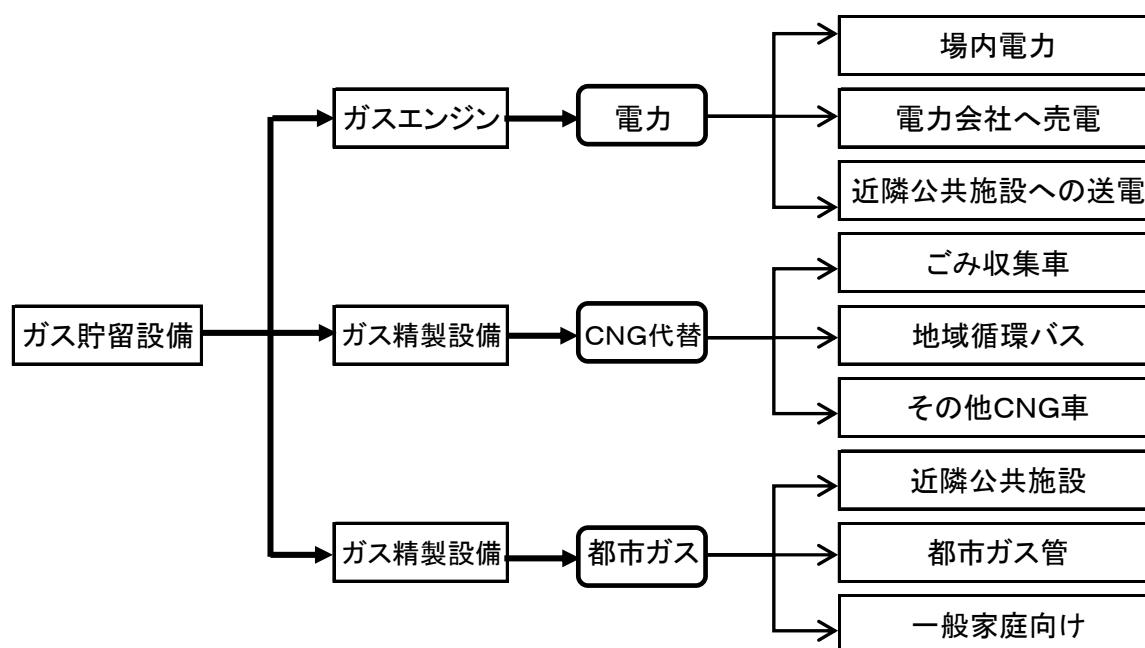 ガス貯留設備
ガスエンジン
電力
場内電力
電力会社へ売電
近隣公共施設への送電
ガス精製設備
CNG代替
ごみ収集車
地域循環バス
その他CNG車
ガス精製設備
都市ガス
近隣公共施設
都市ガス管
一般家庭向け